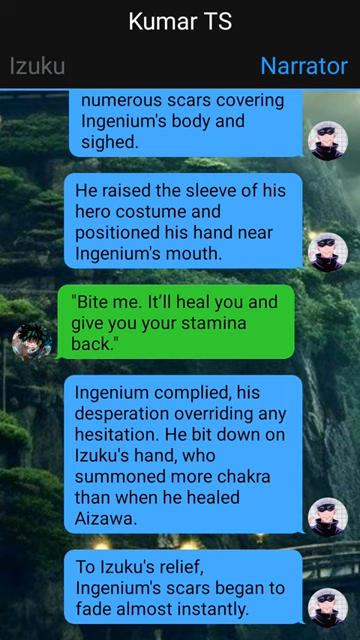 Kumar TS
Izuku
Narrator
numerous scars covering
Ingenium's body and
sighed.
He raised the sleeve of his
hero costume and
positioned his hand near
Ingenium's mouth.
"Bite me. It’ll heal you and
give you your stamina
back."
Ingenium complied, his
desperation overriding any
hesitation. He bit down on
Izuku's hand, who
summoned more chakra
than when he healed
Aizawa.
To Izuku's relief,
Ingenium's scars began to
fade almost instantly.